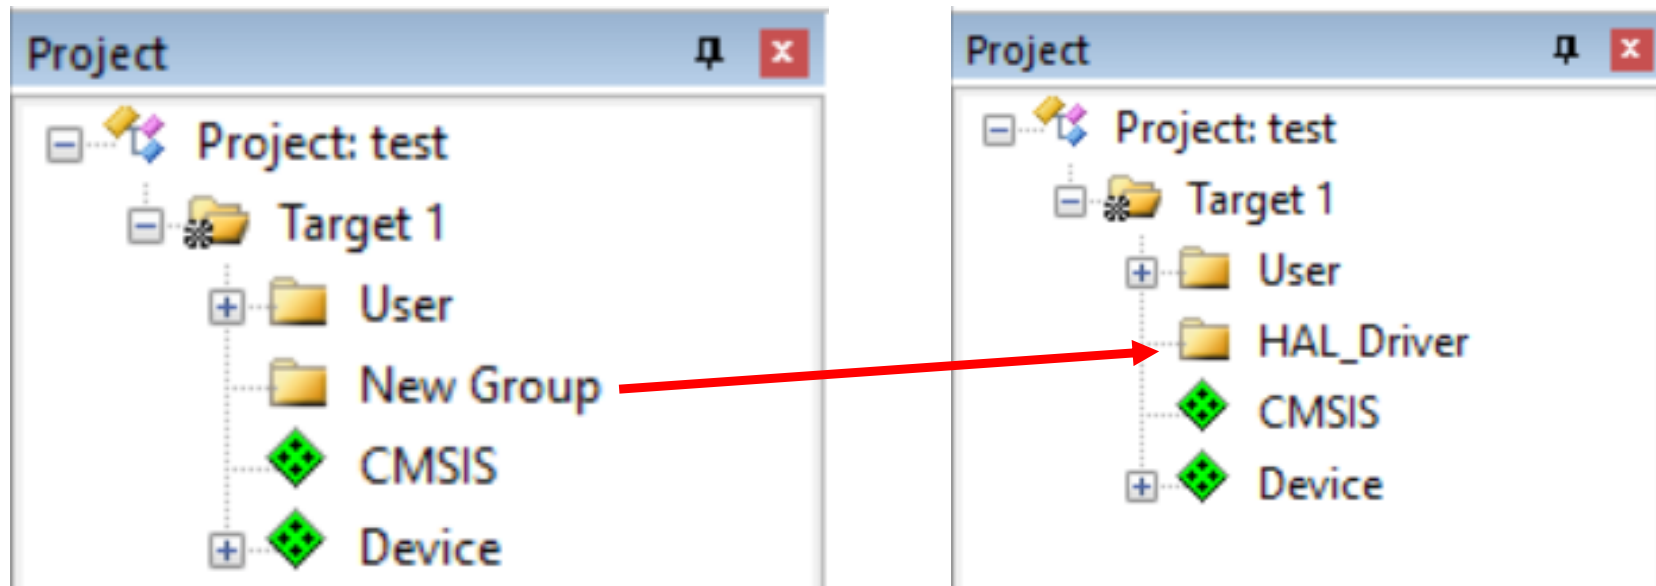 Project
Project: test
Target 1
User
New Group
CMSIS
Device
Project
Project: test
Target 1
User
HAL_Driver
CMSIS
Device